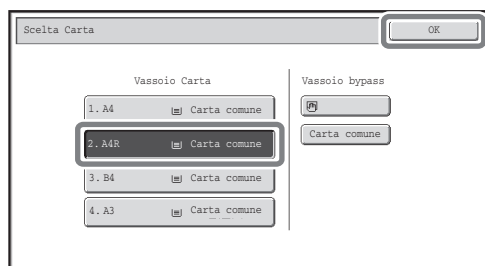 Scelta Carta
OK
Vassoio Carta
Vassoio bypass
1. A4 Carta comune
2. A4R Carta comune
Carta comune
3. B4 Carta comune
4. A3 Carta comune